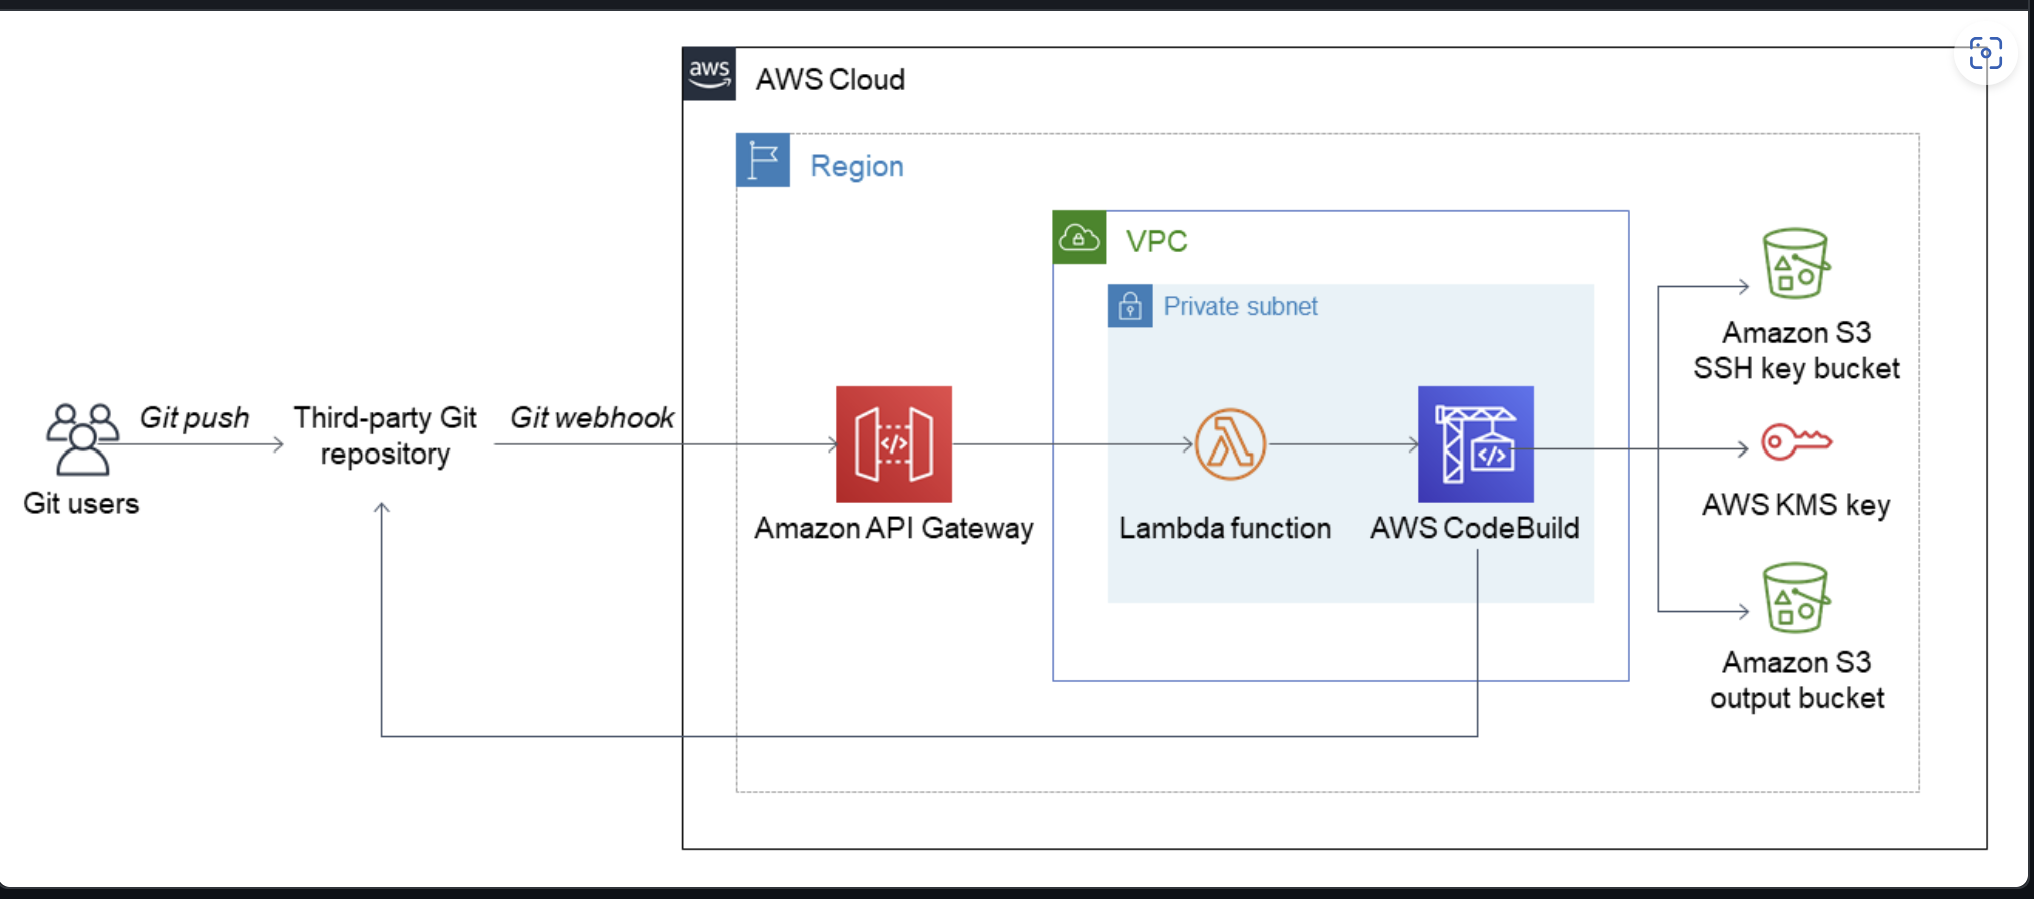 aws
AWS Cloud
Region
VPC
Private subnet
Git push
Third-party Git
repository
Git webhook
Git users
Amazon API Gateway
Lambda function
AWS CodeBuild
Amazon S3
SSH key bucket
AWS KMS key
Amazon S3
output bucket